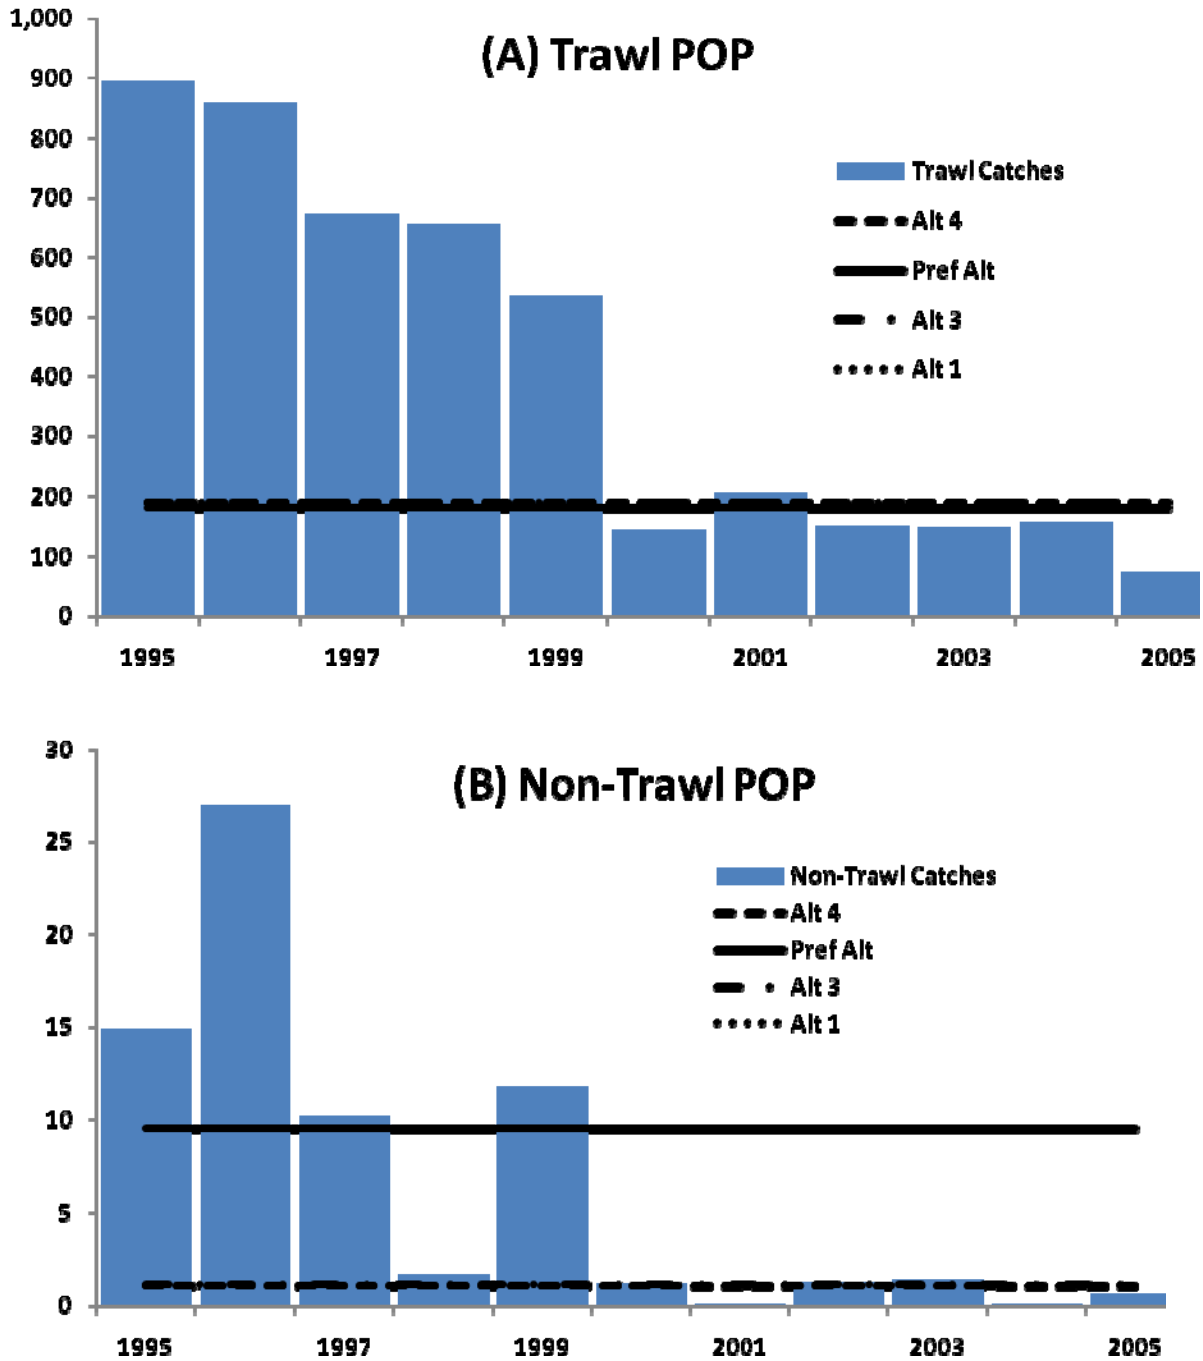 1,000
(A) Trawl POP
900
800
700
600
500
400
300
200
100
0
Trawl Catches
Alt 4
Pref Alt
Alt 3
Alt 1
1995 1997 1999 2001 2003 2005
30
(B) Non-Trawl POP
25
20
15
10
5
0
Non-Trawl Catches
Alt 4
Pref Alt
Alt 3
Alt 1
1995 1997 1999 2001 2003 2005